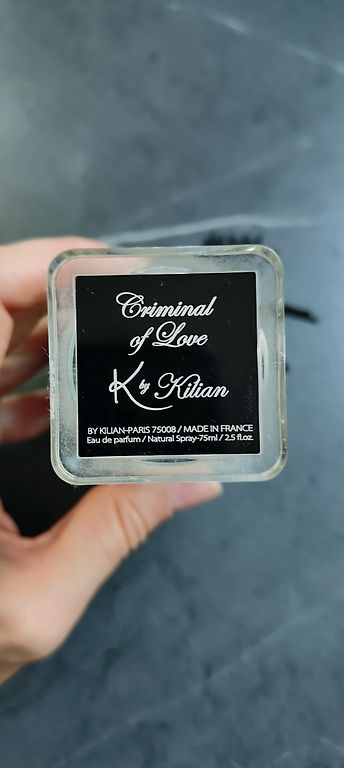 Criminal
of Love
K by Kilian
BY KILIAN-PARIS 75008 / MADE IN FRANCE
Eau de parfum / Natural Spray-75ml / 2.5 fl.oz.